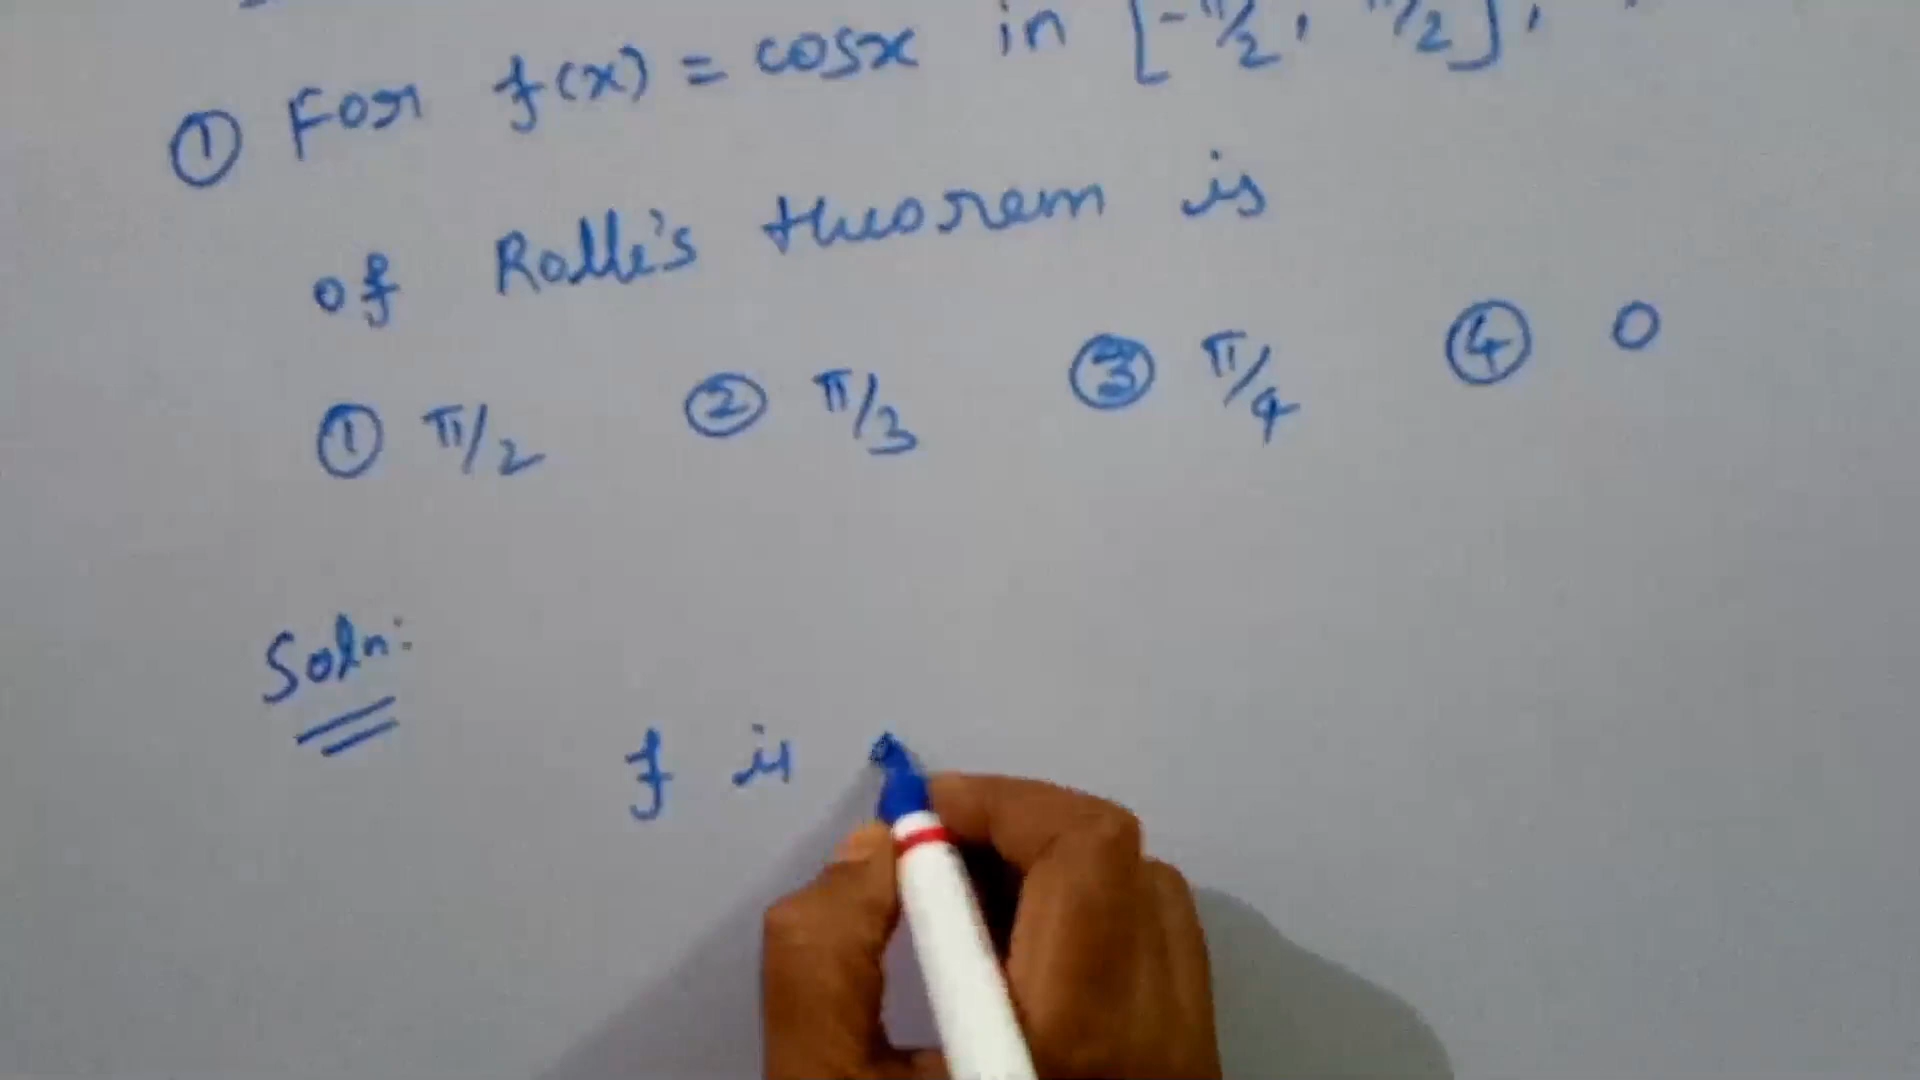 ① For f(x) = cosx in [-π/2, π/2],
of Rolle's theorem is
① π/2 ② π/3 ③ π/4 ④ 0
Soln:
f is